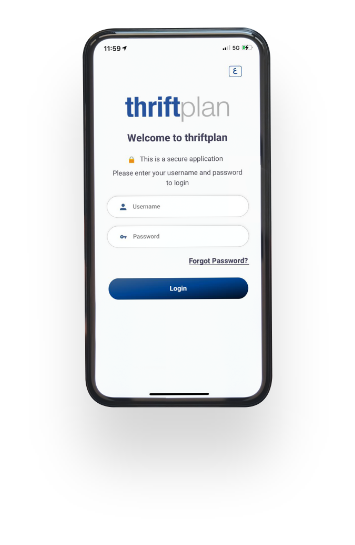 11:59
5G
ع
thriftplan
Welcome to thriftplan
This is a secure application
Please enter your username and password
to login
Username
Password
Forgot Password?
Login